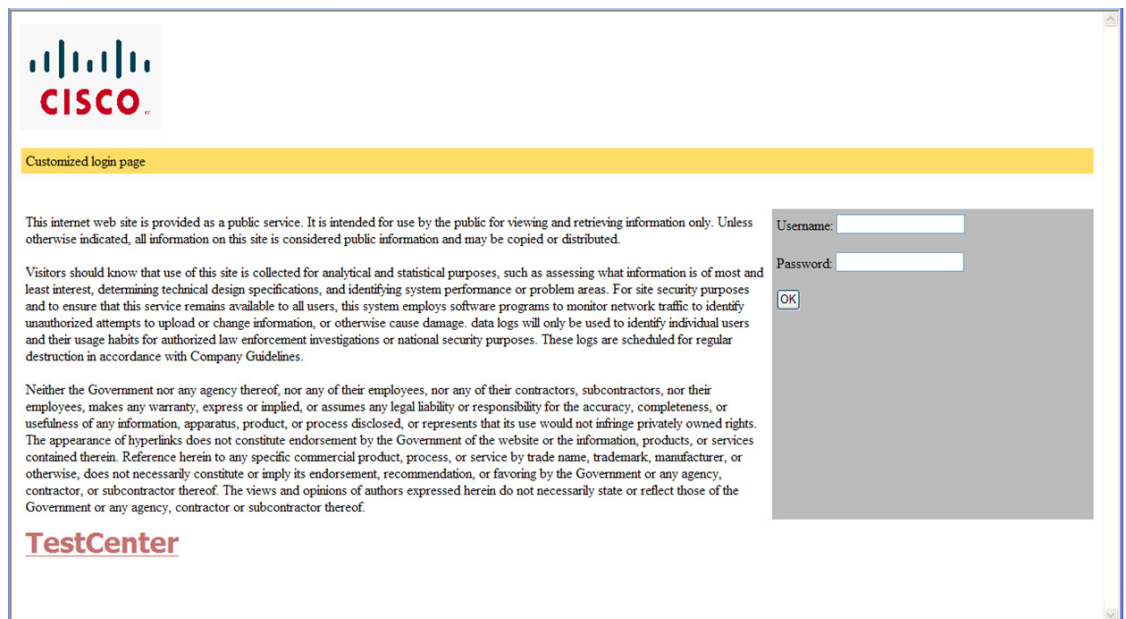 CISCO
Customized login page
This internet web site is provided as a public service. It is intended for use by the public for viewing and retrieving information only. Unless
otherwise indicated, all information on this site is considered public information and may be copied or distributed.
Visitors should know that use of this site is collected for analytical and statistical purposes, such as assessing what information is of most and
least interest, determining technical design specifications, and identifying system performance or problem areas. For site security purposes
and to ensure that this service remains available to all users, this system employs software programs to monitor network traffic to identify
unauthorized attempts to upload or change information, or otherwise cause damage. data logs will only be used to identify individual users
and their usage habits for authorized law enforcement investigations or national security purposes. These logs are scheduled for regular
destruction in accordance with Company Guidelines.
Neither the Government nor any agency thereof, nor any of their employees, nor any of their contractors, subcontractors, nor their
employees, makes any warranty, express or implied, or assumes any legal liability or responsibility for the accuracy, completeness, or
usefulness of any information, apparatus, product, or process disclosed, or represents that its use would not infringe privately owned rights.
The appearance of hyperlinks does not constitute endorsement by the Government of the website or the information, products, or services
contained therein. Reference herein to any specific commercial product, process, or service by trade name, trademark, manufacturer, or
otherwise, does not necessarily constitute or imply its endorsement, recommendation, or favoring by the Government or any agency,
contractor, or subcontractor thereof. The views and opinions of authors expressed herein do not necessarily state or reflect those of the
Government or any agency, contractor or subcontractor thereof.
TestCenter
Username:
Password:
OK